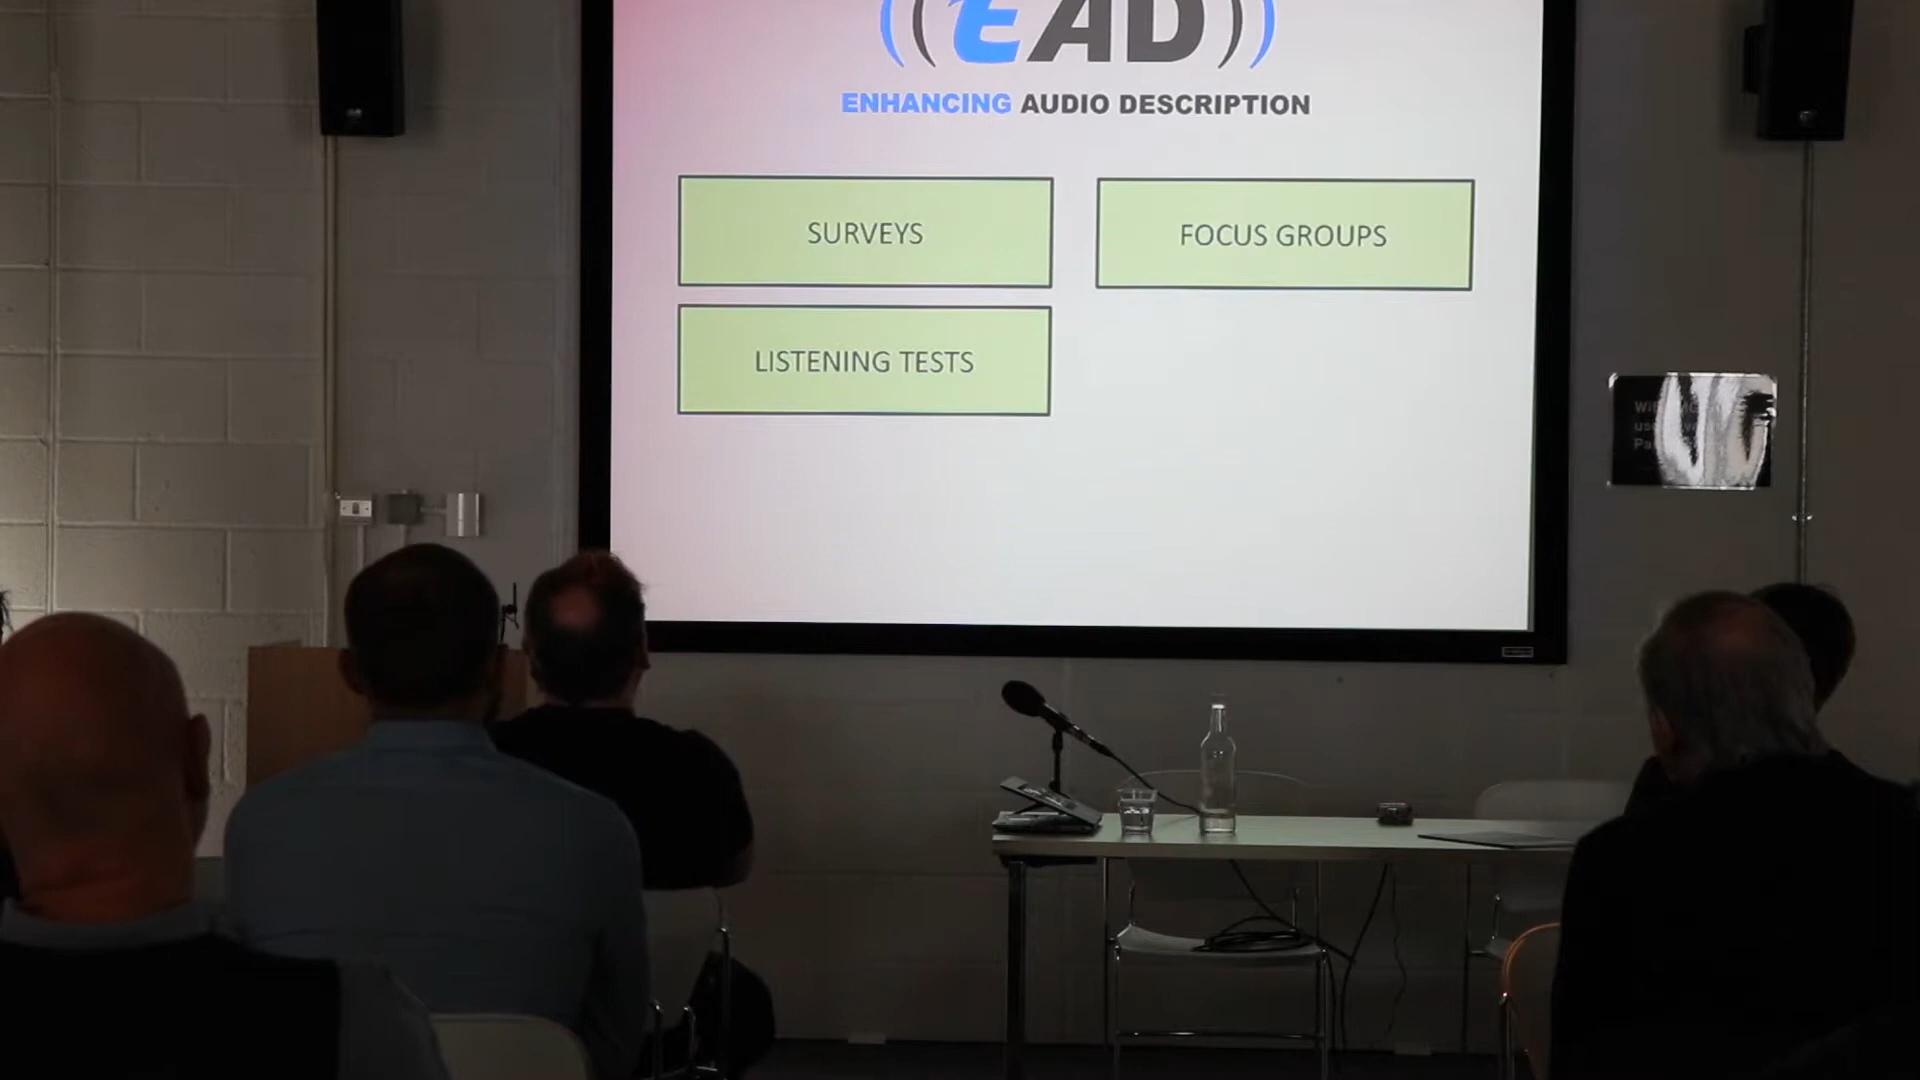 EAD
ENHANCING AUDIO DESCRIPTION
SURVEYS
FOCUS GROUPS
LISTENING TESTS